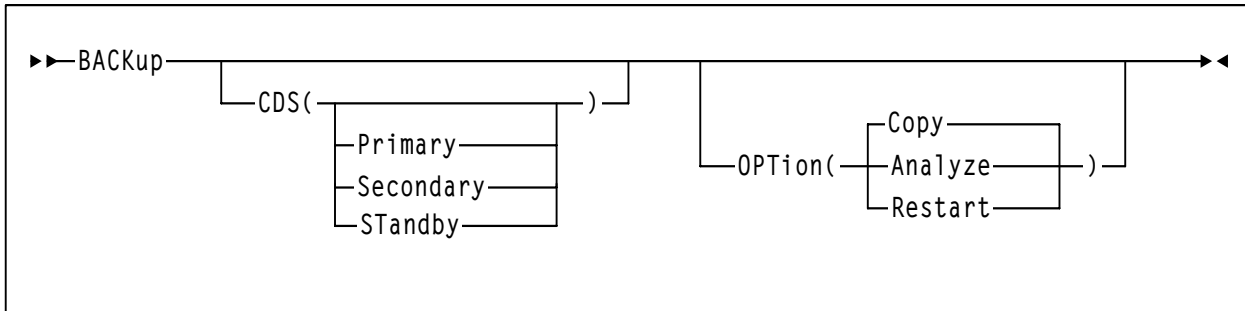 BACKup
CDS( )
Primary
Secondary
STandby
OPTion( Copy
Analyze )
Restart